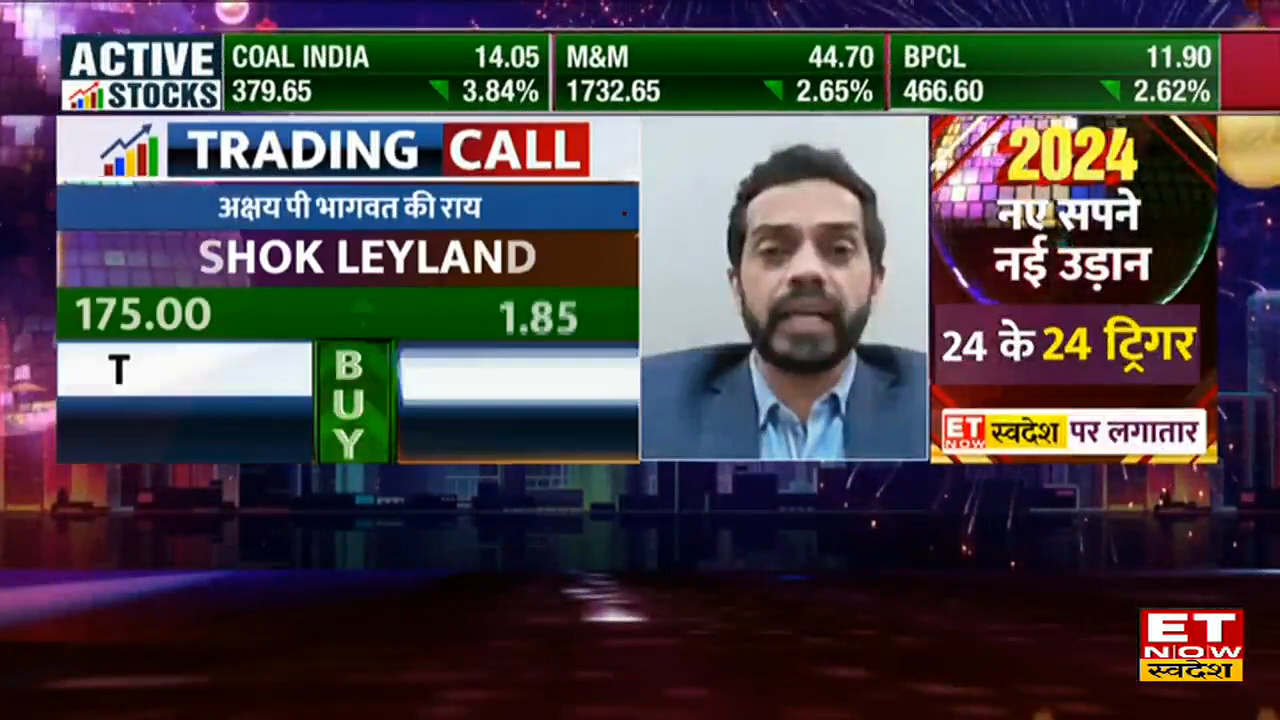 ACTIVE
STOCKS
COAL INDIA 14.05
379.65 3.84%
M&M 44.70
1732.65 2.65%
BPCL 11.90
466.60 2.62%
TRADING CALL
अक्षय पी भागवत की राय
SHOK LEYLAND
175.00 1.85
T
BUY
2024
नए सपने
नई उड़ान
24 के 24 ट्रिगर
ET
NOW
स्वदेश पर लगातार
ET
NOW
स्वदेश